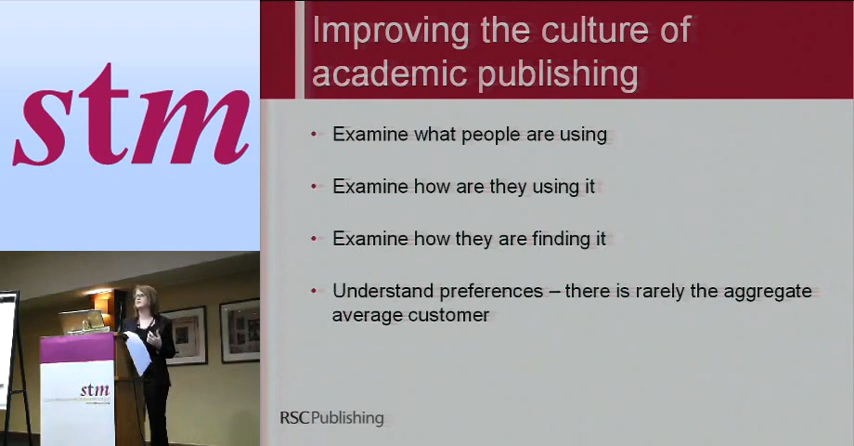 stm
Improving the culture of
academic publishing
• Examine what people are using
• Examine how are they using it
• Examine how they are finding it
• Understand preferences – there is rarely the aggregate
average customer
stm
RSCPublishing